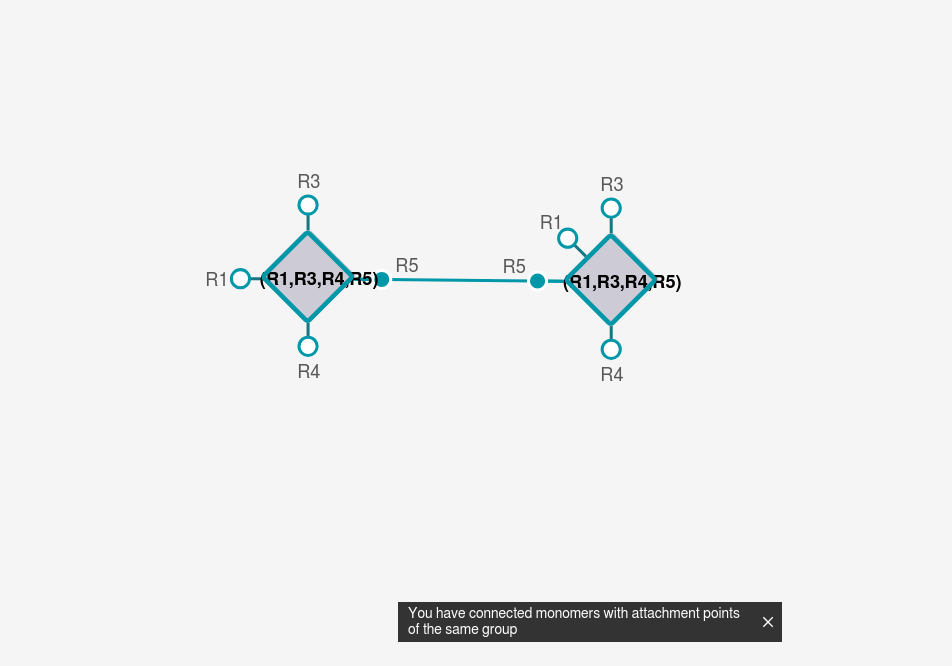 R3
R3
R1
R5
R5
R1
(R1,R3,R4,R5)
(R1,R3,R4,R5)
R4
R4
You have connected monomers with attachment points
of the same group